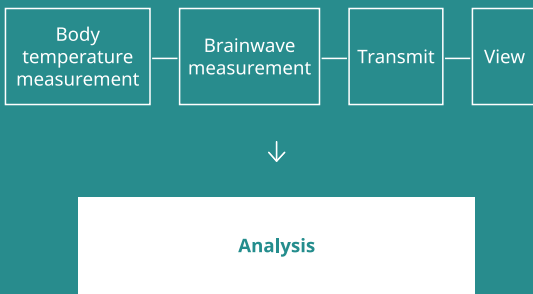 Body
temperature
measurement
Brainwave
measurement
Transmit
View
Analysis